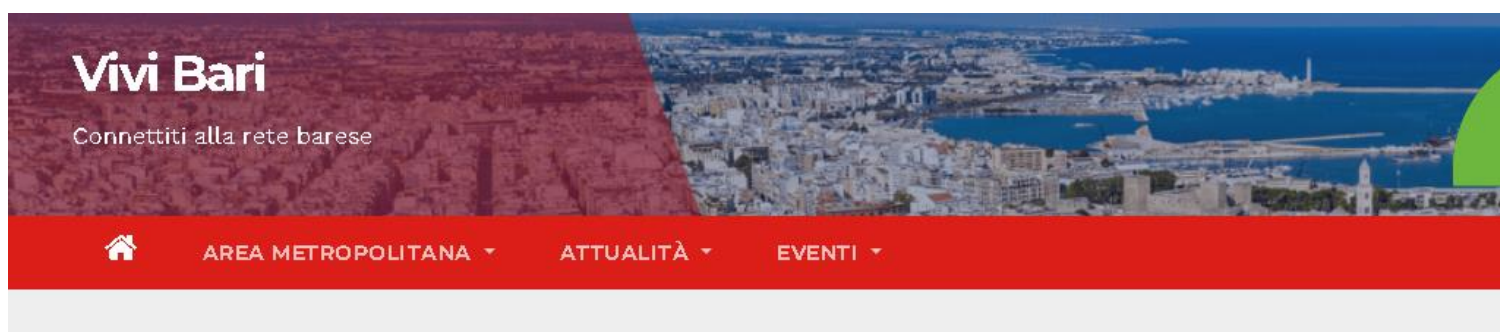 Vivi Bari
Connettiti alla rete barese
AREA METROPOLITANA ATTUALITÀ EVENTI